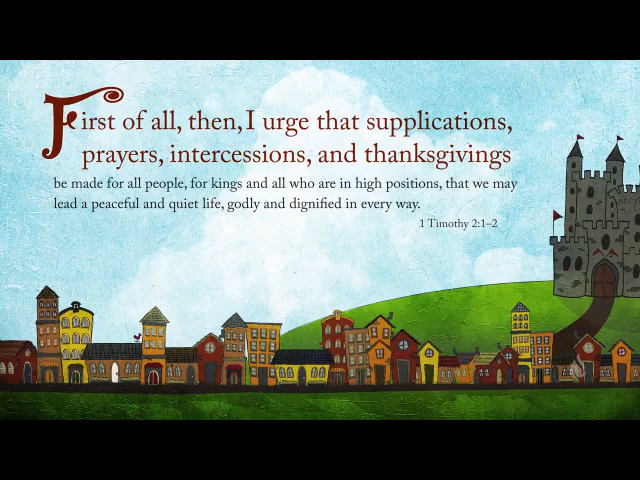 First of all, then, I urge that supplications,
prayers, intercessions, and thanksgivings
be made for all people, for kings and all who are in high positions, that we may
lead a peaceful and quiet life, godly and dignified in every way.
1 Timothy 2:1–2